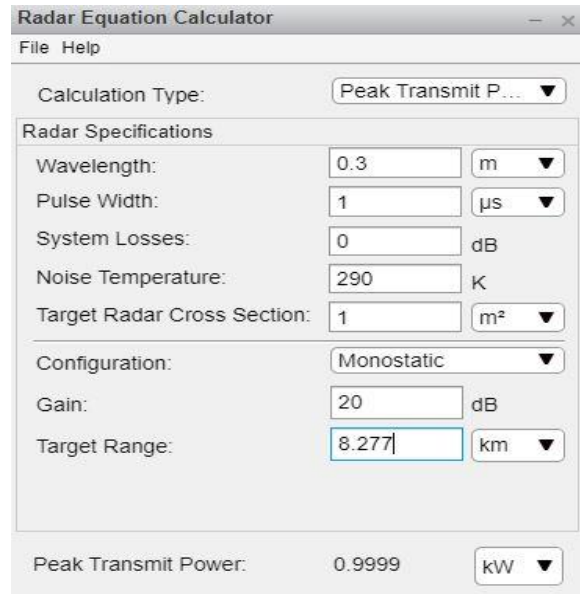 Radar Equation Calculator
File Help
Calculation Type: Peak Transmit P...
Radar Specifications
Wavelength: 0.3 m
Pulse Width: 1 µs
System Losses: 0 dB
Noise Temperature: 290 K
Target Radar Cross Section: 1 m²
Configuration: Monostatic
Gain: 20 dB
Target Range: 8.277 km
Peak Transmit Power: 0.9999 kW